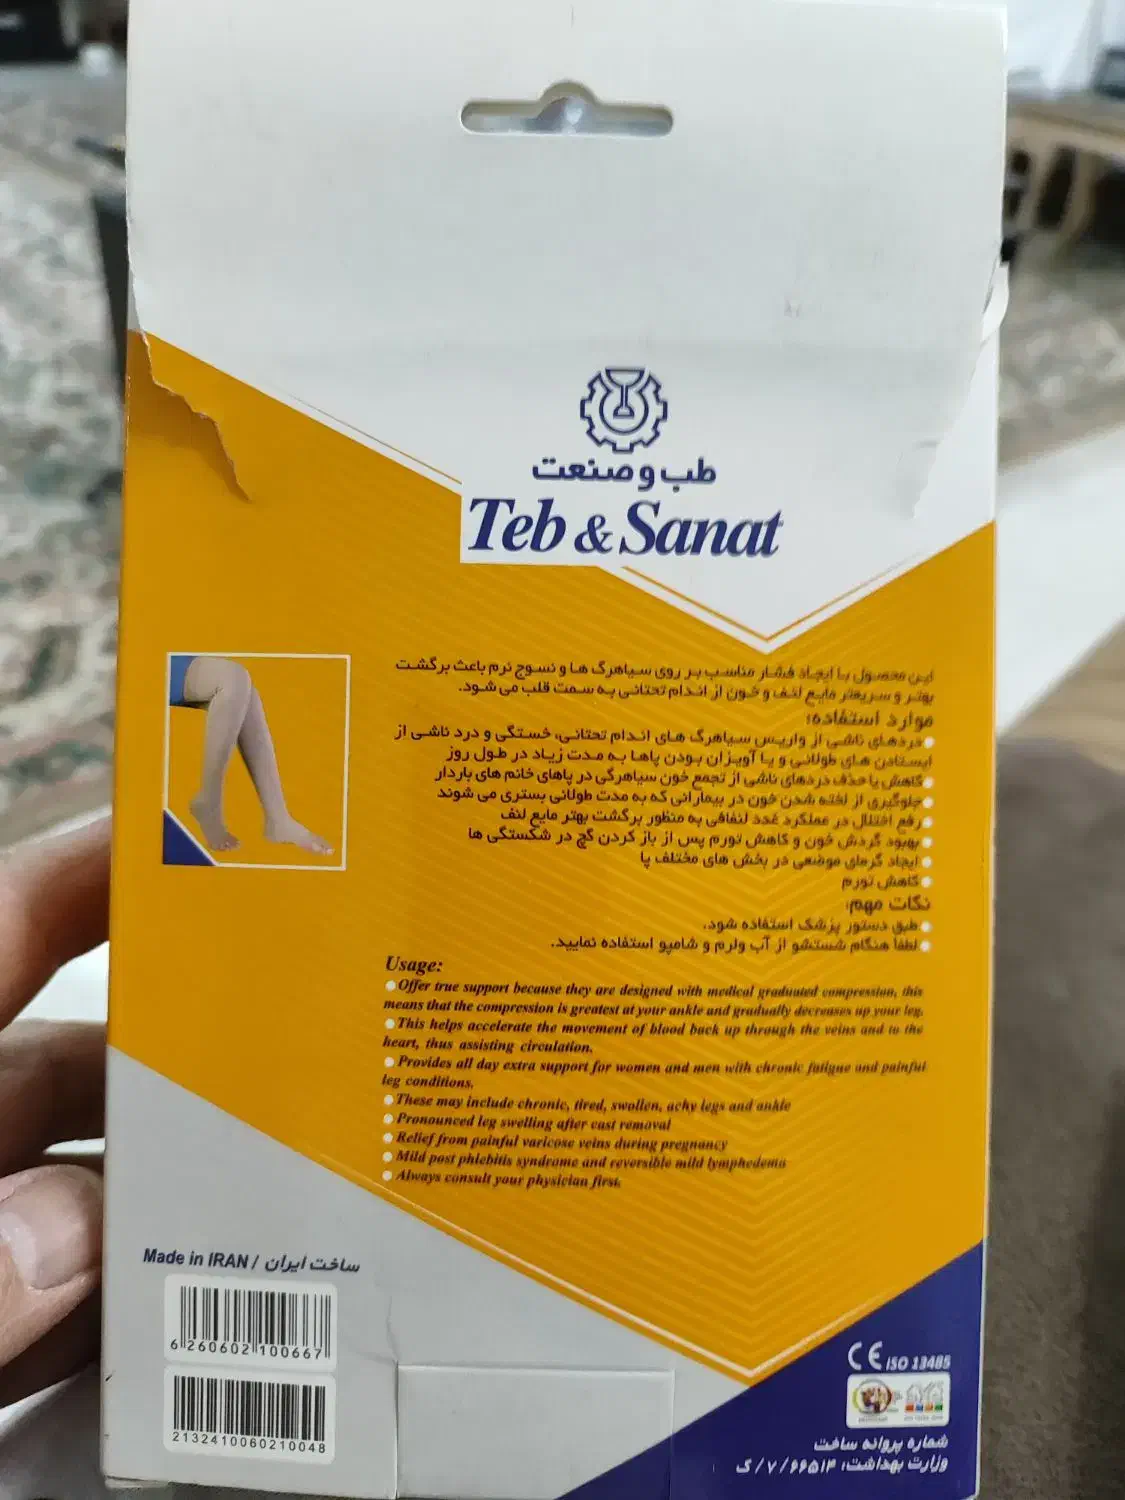 طب و صنعت
Teb & Sanat
این محصول با ایجاد فشار مناسب بر روی سیاهرگ ها و نسوج نرم باعث برگشت
بهتر و سریعتر مایع لنف و خون از اندام تحتانی به سمت قلب می شود.
موارد استفاده:
●دردهای ناشی از واریس سیاهرگ های اندام تحتانی، خستگی و درد ناشی از
ایستادن های طولانی و یا آویزان بودن پاها به مدت زیاد در طول روز
●کاهش یا حذف دردهای ناشی از تجمع خون سیاهرگی در پاهای خانم های باردار
●جلوگیری از لخته شدن خون در بیمارانی که به مدت طولانی بستری می شوند
●رفع اختلال در عملکرد غدد لنفاقی به منظور برگشت بهتر مایع لنف
●بهبود گردش خون و کاهش تورم پس از باز کردن گچ در شکستگی ها
●ایجاد گرمای موضعی در بخش های مختلف پا
●کاهش تورم
نکات مهم:
●طبق دستور پزشک استفاده شود.
●لطفا هنگام شستشو از آب ولرم و شامپو استفاده نمایید.
Usage:
●Offer true support because they are designed with medical graduated compression, this
means that the compression is greatest at your ankle and gradually decreases up your leg.
●This helps accelerate the movement of blood back up through the veins and to the
heart, thus assisting circulation.
●Provides all day extra support for women and men with chronic fatigue and painful
leg conditions.
●These may include chronic, tired, swollen, achy legs and ankle
●Pronounced leg swelling after cast removal
●Relief from painful varicose veins during pregnancy
●Mild post phlebitis syndrome and reversible mild lymphedema
●Always consult your physician first.
Made in IRAN / ساخت ایران
6 260602 100667
2132410060210048
CE ISO 13485
شماره پروانه ساخت
وزارت بهداشت: ۶۶۵۱۴/ ۷/ ک